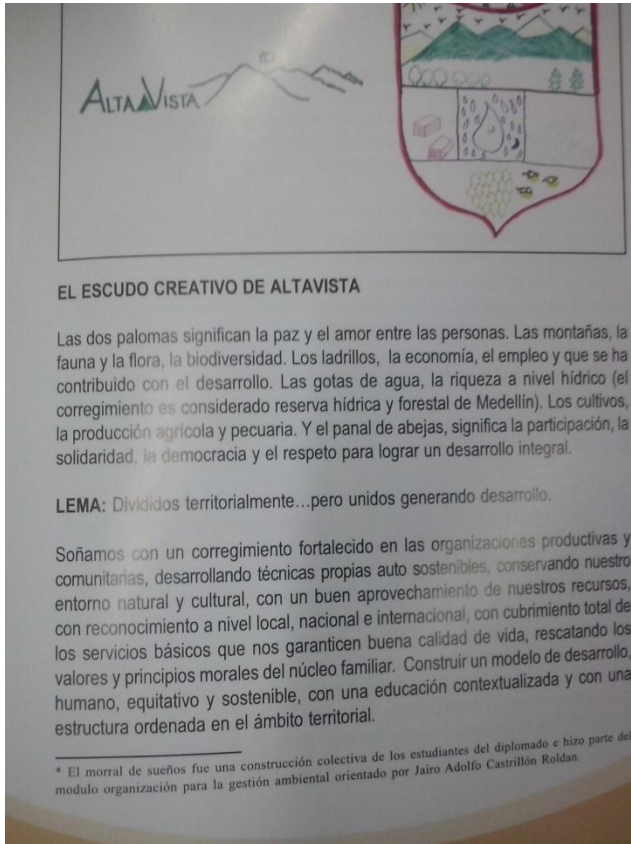 ALTAVISTA
EL ESCUDO CREATIVO DE ALTAVISTA
Las dos palomas significan la paz y el amor entre las personas. Las montañas, la
fauna y la flora, la biodiversidad. Los ladrillos, la economía, el empleo y que se ha
contribuido con el desarrollo. Las gotas de agua, la riqueza a nivel hídrico (el
corregimiento es considerado reserva hídrica y forestal de Medellín). Los cultivos,
la producción agrícola y pecuaria. Y el panal de abejas, significa la participación, la
solidaridad, la democracia y el respeto para lograr un desarrollo integral.
LEMA: Divididos territorialmente…pero unidos generando desarrollo.
Soñamos con un corregimiento fortalecido en las organizaciones productivas y
comunitarias, desarrollando técnicas propias auto sostenibles, conservando nuestro
entorno natural y cultural, con un buen aprovechamiento de nuestros recursos,
con reconocimiento a nivel local, nacional e internacional, con cubrimiento total de
los servicios básicos que nos garanticen buena calidad de vida, rescatando los
valores y principios morales del núcleo familiar. Construir un modelo de desarrollo,
humano, equitativo y sostenible, con una educación contextualizada y con una
estructura ordenada en el ámbito territorial.
* El morral de sueños fue una construcción colectiva de los estudiantes del diplomado e hizo parte del
modulo organización para la gestión ambiental orientado por Jairo Adolfo Castrillón Roldan.